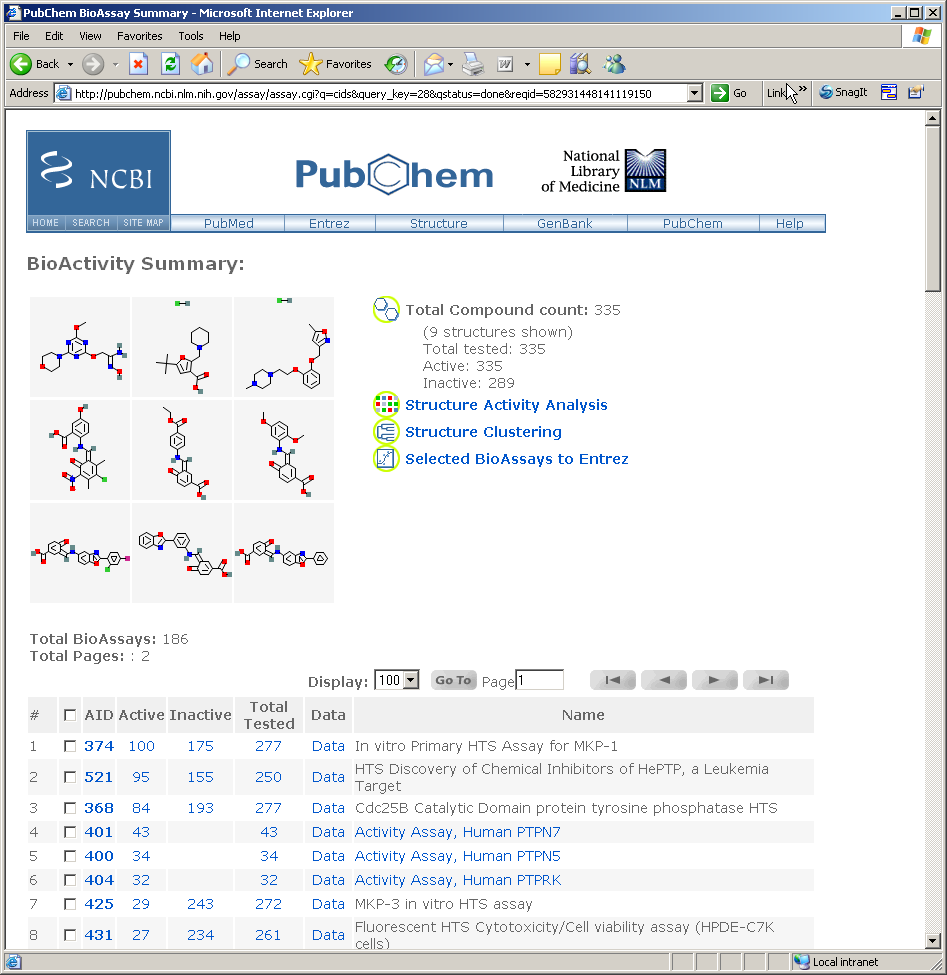 PubChem BioAssay Summary - Microsoft Internet Explorer
File Edit View Favorites Tools Help
Back Search Favorites
Address http://pubchem.ncbi.nlm.nih.gov/assay/assay.cgi?q=cids&query_key=28&qstatus=done&reqid=582931448141119150 Go Link » SnagIt
NCBI
PubChem
National
Library
of Medicine NLM
HOME SEARCH SITE MAP PubMed Entrez Structure GenBank PubChem Help
BioActivity Summary:
Total Compound count: 335
(9 structures shown)
Total tested: 335
Active: 335
Inactive: 289
Structure Activity Analysis
Structure Clustering
Selected BioAssays to Entrez
Total BioAssays: 186
Total Pages: : 2
Display: 100 Go To Page 1
# AID Active Inactive Total Tested Data Name
1 374 100 175 277 Data In vitro Primary HTS Assay for MKP-1
2 521 95 155 250 Data HTS Discovery of Chemical Inhibitors of HePTP, a Leukemia
Target
3 368 84 193 277 Data Cdc25B Catalytic Domain protein tyrosine phosphatase HTS
4 401 43 43 Data Activity Assay, Human PTPN7
5 400 34 34 Data Activity Assay, Human PTPN5
6 404 32 32 Data Activity Assay, Human PTPRK
7 425 29 243 272 Data MKP-3 in vitro HTS assay
8 431 27 234 261 Data Fluorescent HTS Cytotoxicity/Cell viability assay (HPDE-C7K
cells)
Local intranet